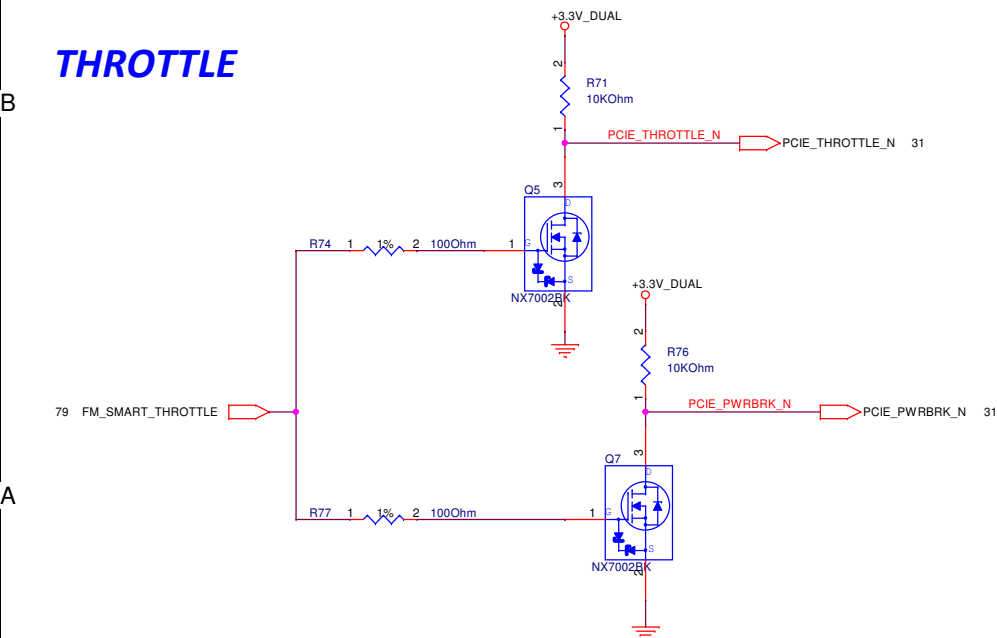 +3.3V_DUAL
THROTTLE
2
R71
10KOhm
B
1
PCIE_THROTTLE_N
PCIE_THROTTLE_N 31
3
Q5
D
R74 1 1% 2 100Ohm 1 G
S
NX7002BK
2
+3.3V_DUAL
2
R76
10KOhm
1
PCIE_PWRBRK_N
79 FM_SMART_THROTTLE
PCIE_PWRBRK_N 31
3
Q7
D
A
R77 1 1% 2 100Ohm 1 G
S
NX7002BK
2